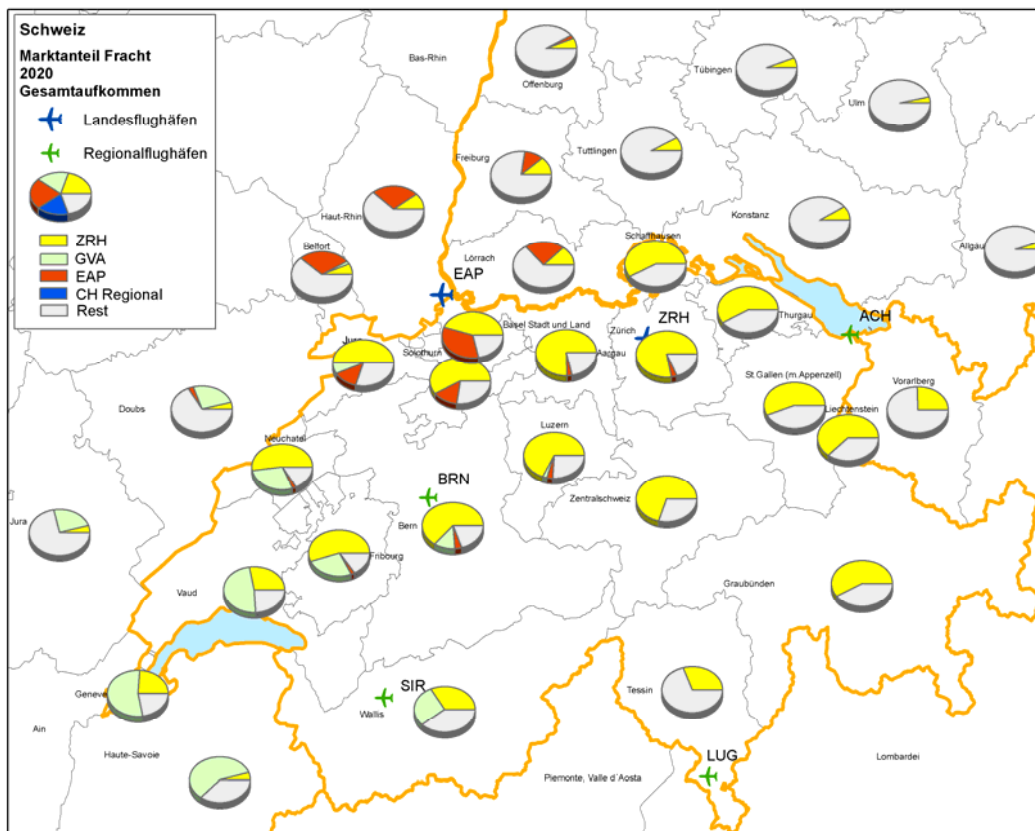 Schweiz
Marktanteil Fracht
2020
Gesamtaufkommen
Landesflughäfen
Regionalflughäfen
ZRH
GVA
EAP
CH Regional
Rest
Bas-Rhin
Offenburg
Tübingen
Ulm
Freiburg
Tuttlingen
Haut-Rhin
Konstanz
Schaffhausen
Allgäu
Belfort
Lörrach
EAP
Thurgau
ACH
Basel Stadt und Land
Zürich
ZRH
Jura
Solothurn
Aargau
St.Gallen (m.Appenzell)
Vorarlberg
Liechtenstein
Doubs
Neuchatel
Luzern
BRN
Zentralschweiz
Jura
Bern
Fribourg
Vaud
Graubünden
Geneve
SIR
Wallis
Tessin
Ain
Haute-Savoie
LUG
Piemonte, Valle d´Aosta
Lombardei